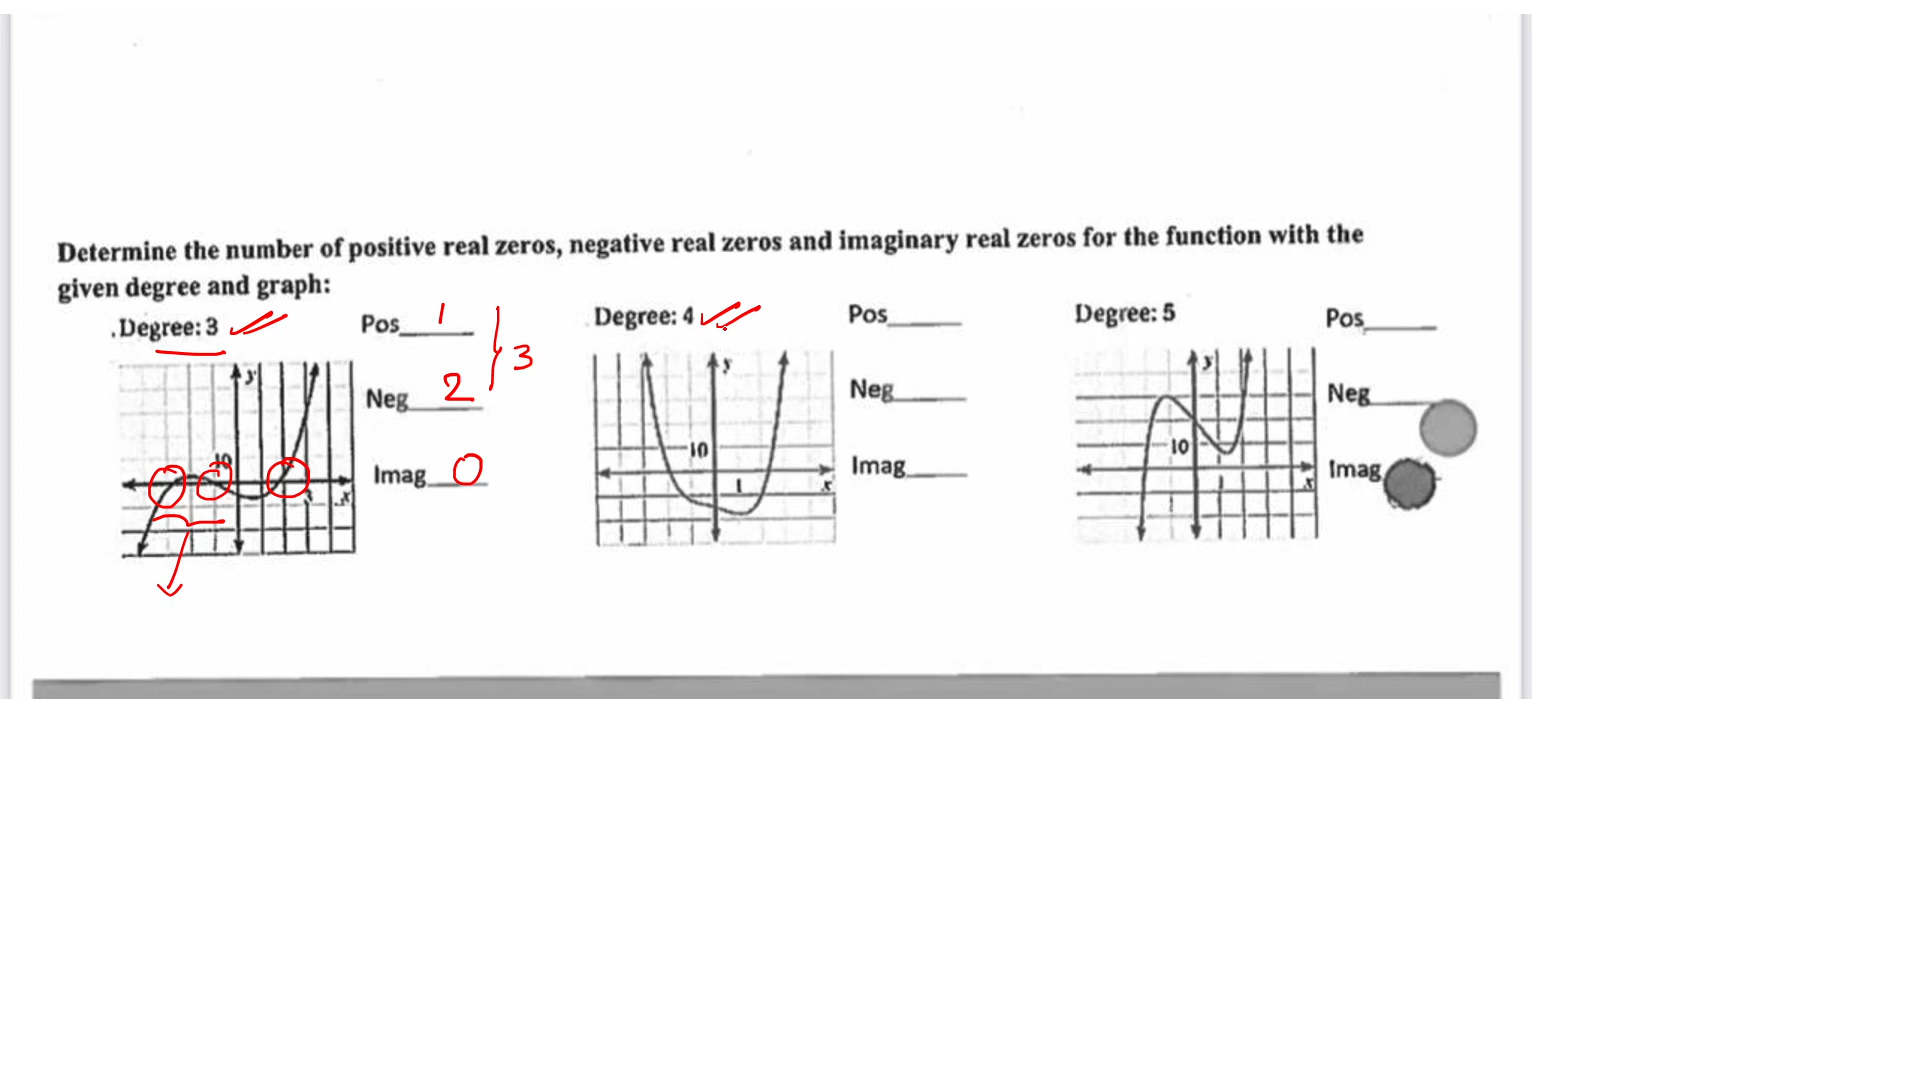 Determine the number of positive real zeros, negative real zeros and imaginary real zeros for the function with the
given degree and graph:
.Degree: 3
Pos 1
Neg 2
3
Imag 0
y
10
3
x
Degree: 4
Pos
Neg
Imag
y
10
1
x
Degree: 5
Pos
Neg
Imag
y
10
1
x